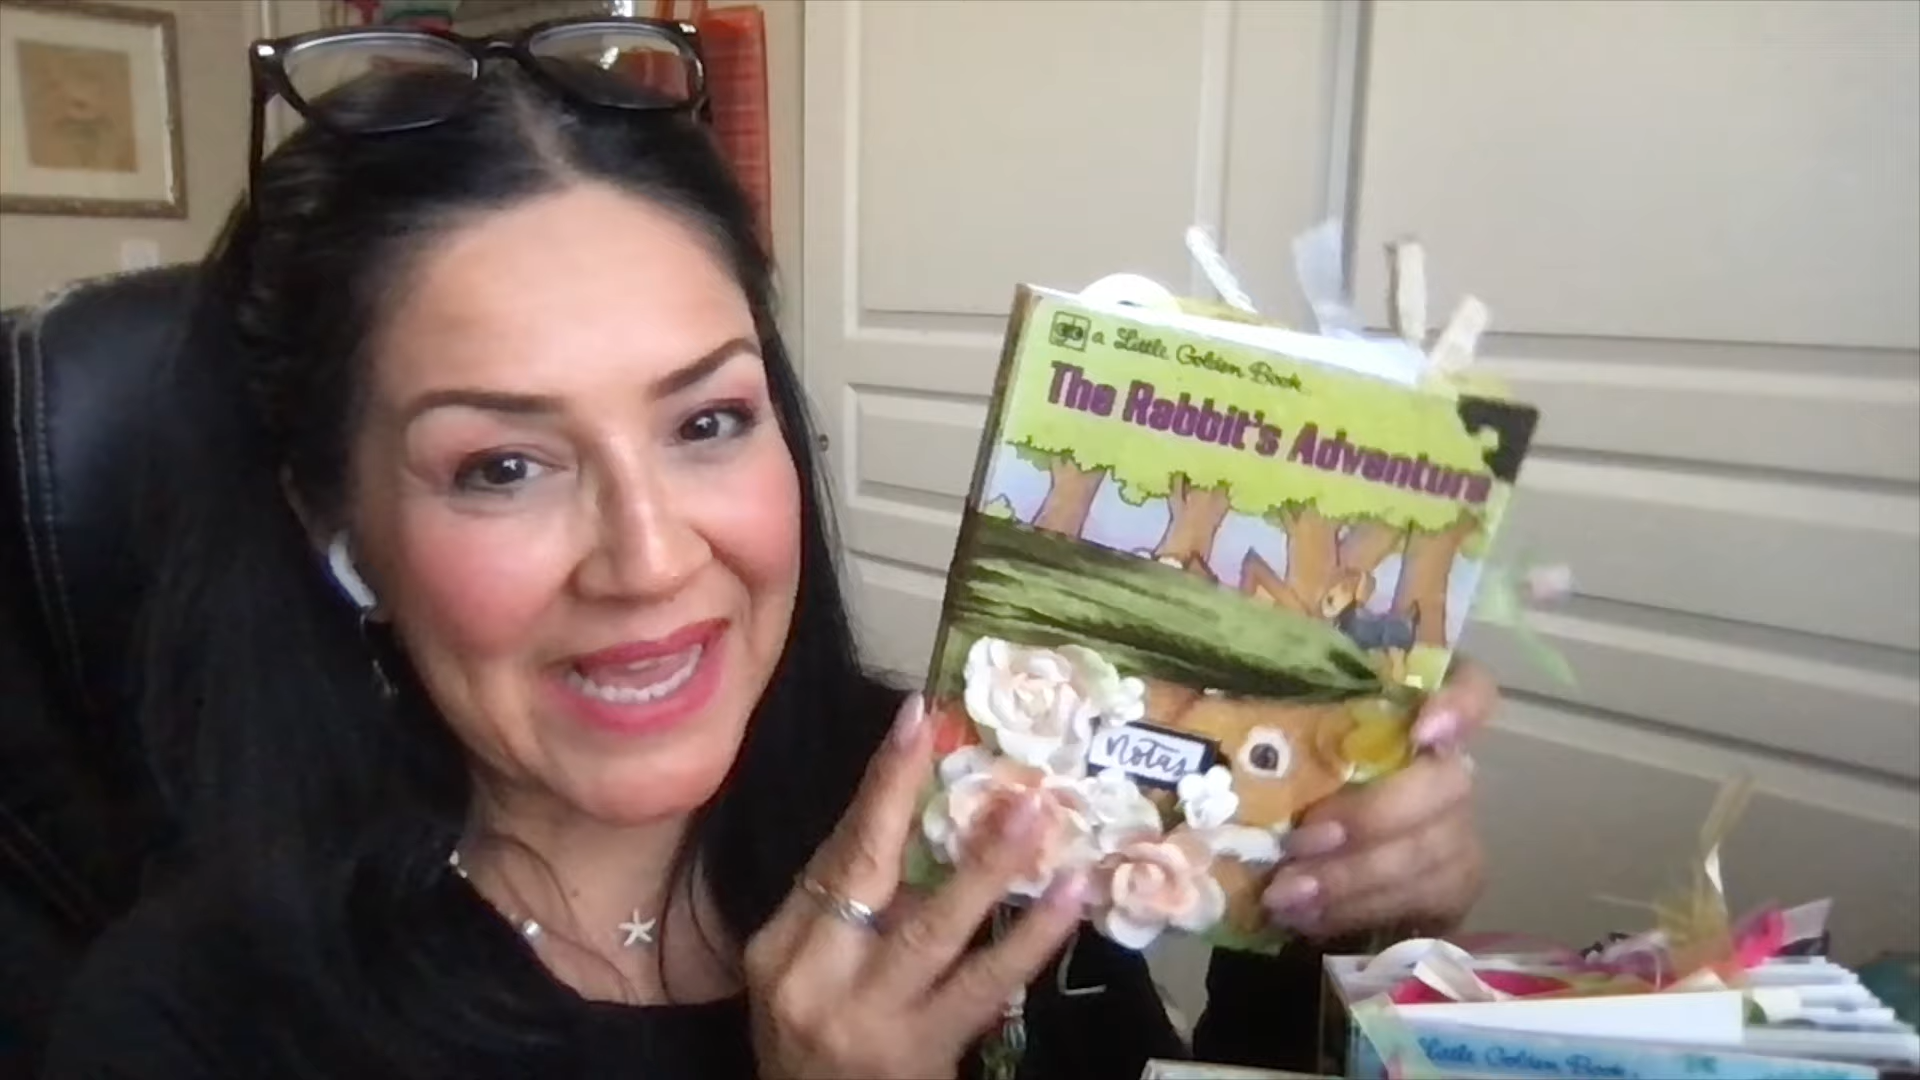 a Little Golden Book
The Rabbit's Adventure
notas
Little Golden Book